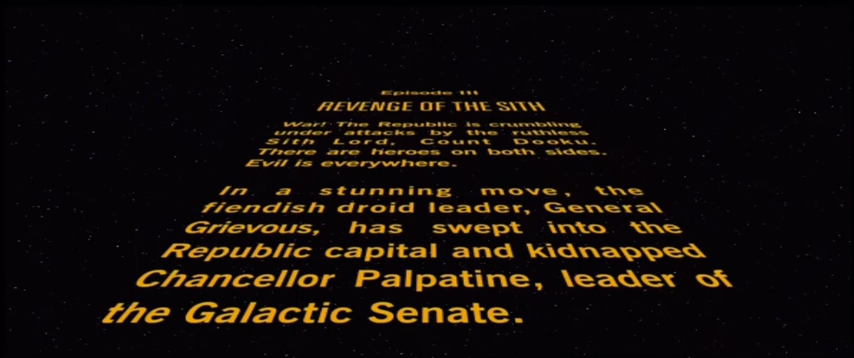 Episode III
REVENGE OF THE SITH
War! The Republic is crumbling
under attacks by the ruthless
Sith Lord, Count Dooku.
There are heroes on both sides.
Evil is everywhere.
In a stunning move, the
fiendish droid leader, General
Grievous, has swept into the
Republic capital and kidnapped
Chancellor Palpatine, leader of
the Galactic Senate.